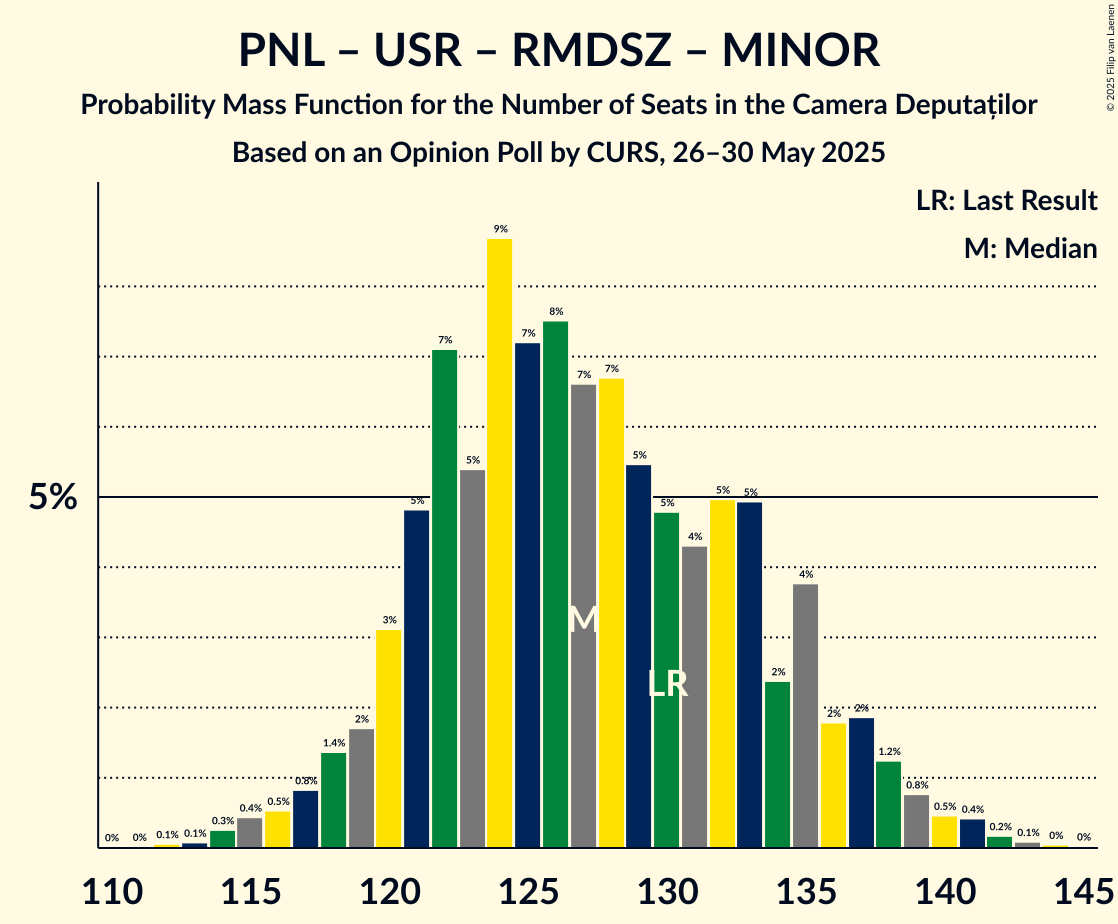 PNL – USR – RMDSZ – MINOR
Probability Mass Function for the Number of Seats in the Camera Deputaților
Based on an Opinion Poll by CURS, 26–30 May 2025
© 2025 Filip van Laenen
LR: Last Result
M: Median
5%
0% 0% 0.1% 0.1% 0.3% 0.4% 0.5% 0.8% 1.4% 2% 3% 5% 7% 5% 9% 7% 8% 7% 7% 5% 5% 4% 5% 5% 2% 4% 2% 2% 1.2% 0.8% 0.5% 0.4% 0.2% 0.1% 0% 0%
M
LR
110 115 120 125 130 135 140 145